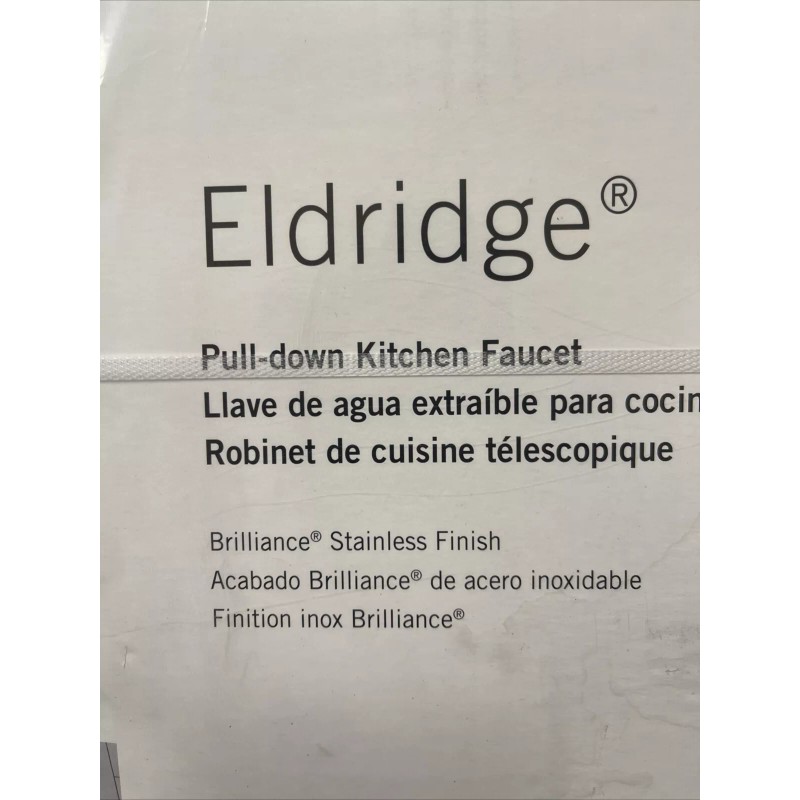 Eldridge®
Pull-down Kitchen Faucet
Llave de agua extraíble para cocin
Robinet de cuisine télescopique
Brilliance® Stainless Finish
Acabado Brilliance® de acero inoxidable
Finition inox Brilliance®